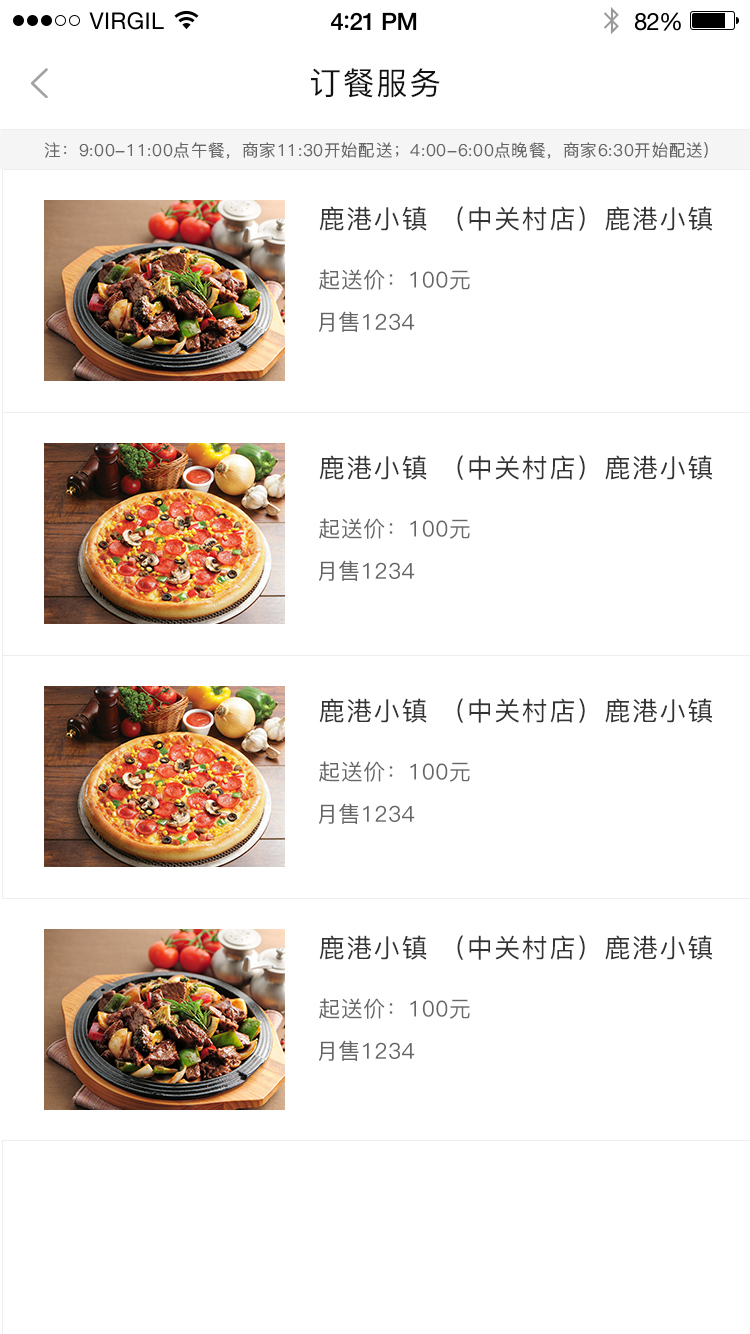 VIRGIL 4:21 PM 82%
订餐服务
注：9:00-11:00点午餐，商家11:30开始配送；4:00-6:00点晚餐，商家6:30开始配送）
鹿港小镇 （中关村店）鹿港小镇
起送价：100元
月售1234
鹿港小镇 （中关村店）鹿港小镇
起送价：100元
月售1234
鹿港小镇 （中关村店）鹿港小镇
起送价：100元
月售1234
鹿港小镇 （中关村店）鹿港小镇
起送价：100元
月售1234